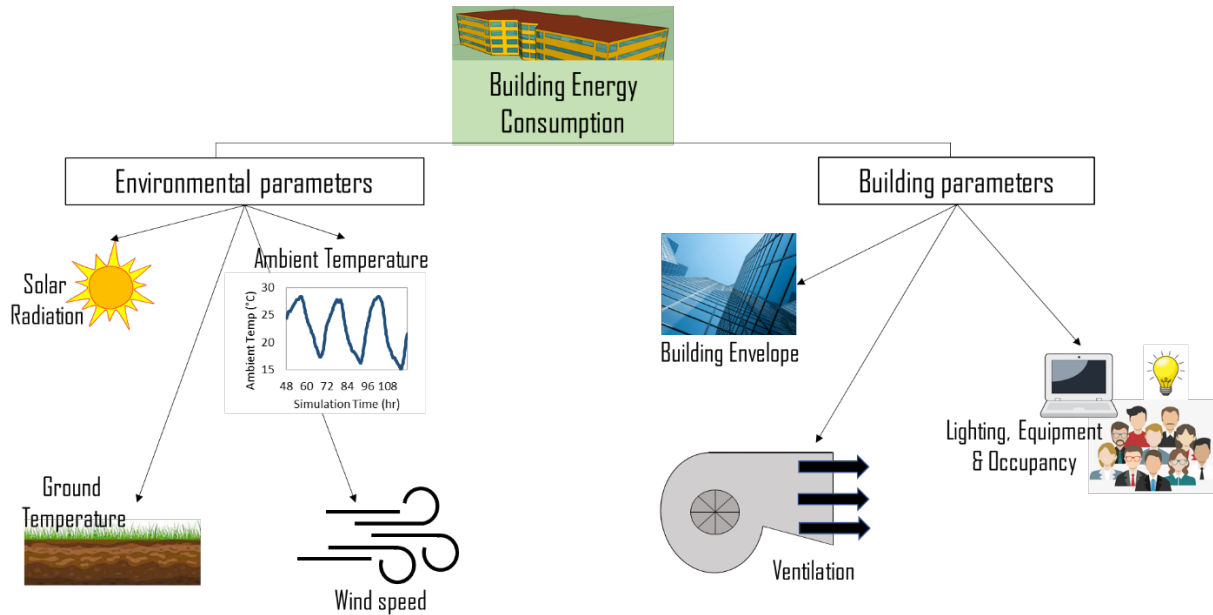 Building Energy
Consumption
Environmental parameters
Building parameters
Solar
Radiation
Ambient Temperature
Ambient Temp (°C)
30
25
20
15
48 60 72 84 96 108
Simulation Time (hr)
Ground
Temperature
Wind speed
Building Envelope
Lighting, Equipment
& Occupancy
Ventilation